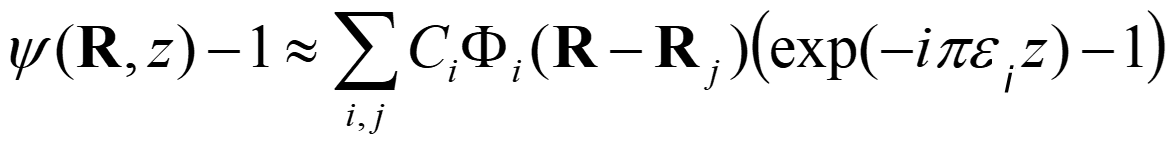 ψ(𝐑, z) − 1 ≈ ∑_{i,j} C_i Φ_i(𝐑 − 𝐑_j)(exp(−iπε_i z) − 1)